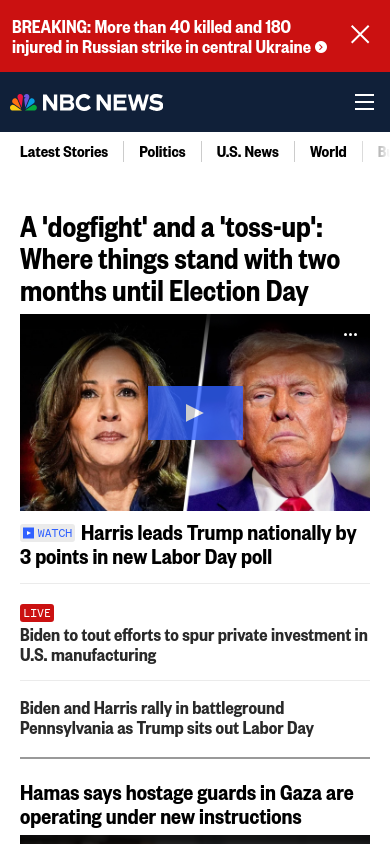 BREAKING: More than 40 killed and 180
injured in Russian strike in central Ukraine
NBC NEWS
Latest Stories
Politics
U.S. News
World
A 'dogfight' and a 'toss-up':
Where things stand with two
months until Election Day
WATCH Harris leads Trump nationally by
3 points in new Labor Day poll
LIVE
Biden to tout efforts to spur private investment in
U.S. manufacturing
Biden and Harris rally in battleground
Pennsylvania as Trump sits out Labor Day
Hamas says hostage guards in Gaza are
operating under new instructions